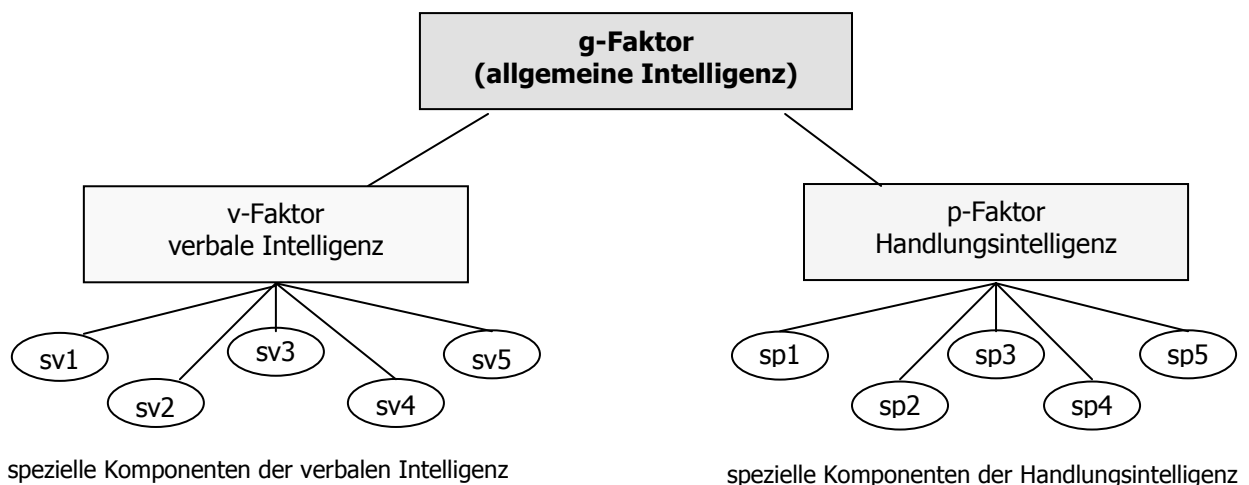 g-Faktor
(allgemeine Intelligenz)
v-Faktor
verbale Intelligenz
p-Faktor
Handlungsintelligenz
sv1
sv2
sv3
sv4
sv5
sp1
sp2
sp3
sp4
sp5
spezielle Komponenten der verbalen Intelligenz
spezielle Komponenten der Handlungsintelligenz